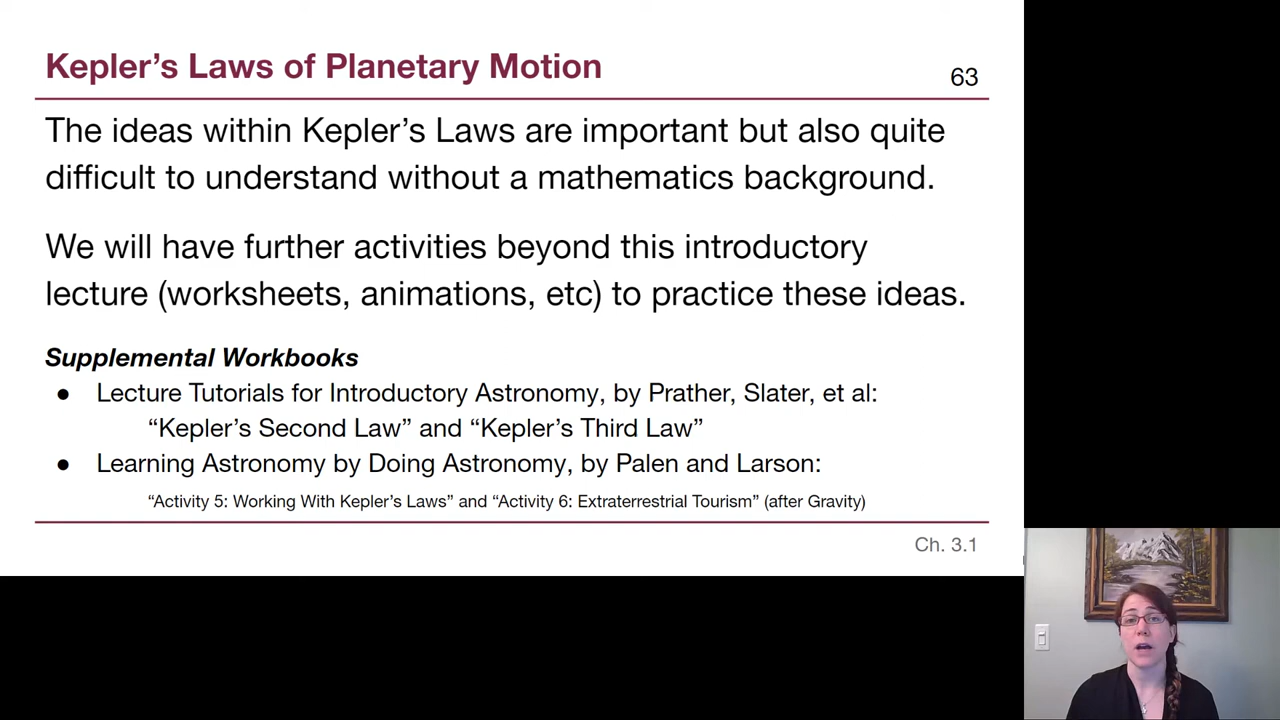 Kepler’s Laws of Planetary Motion
63
The ideas within Kepler’s Laws are important but also quite
difficult to understand without a mathematics background.
We will have further activities beyond this introductory
lecture (worksheets, animations, etc) to practice these ideas.
Supplemental Workbooks
● Lecture Tutorials for Introductory Astronomy, by Prather, Slater, et al:
“Kepler’s Second Law” and “Kepler’s Third Law”
● Learning Astronomy by Doing Astronomy, by Palen and Larson:
“Activity 5: Working With Kepler’s Laws” and “Activity 6: Extraterrestrial Tourism” (after Gravity)
Ch. 3.1